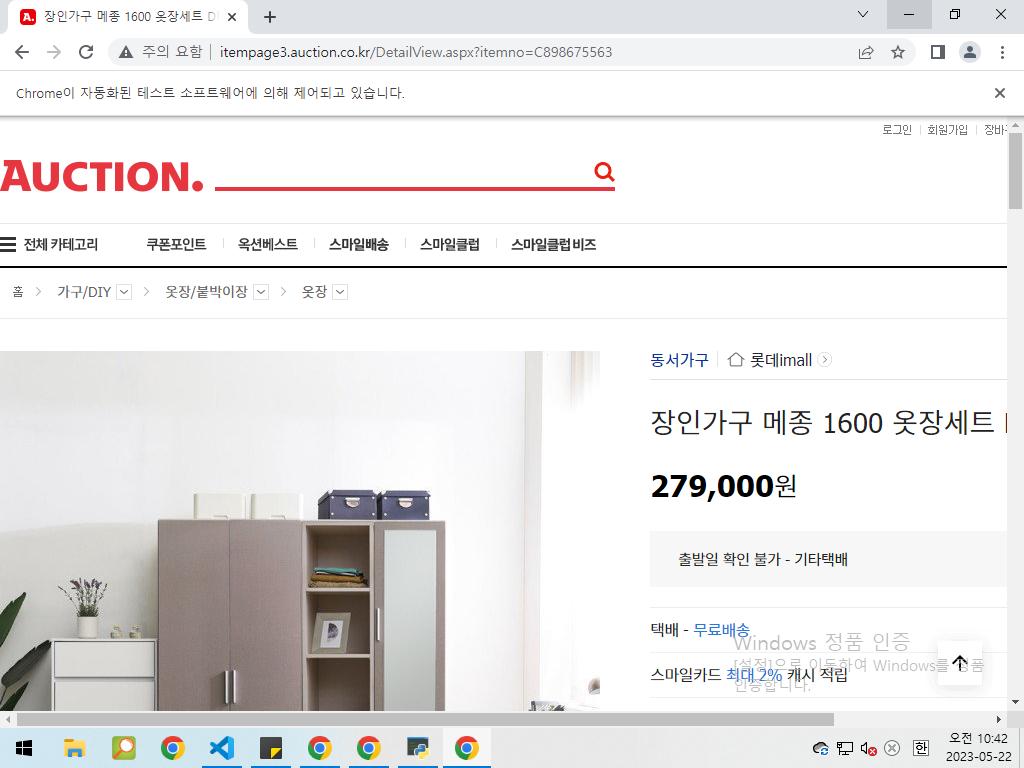 장인가구 메종 1600 옷장세트 D
주의 요함
itempage3.auction.co.kr/DetailView.aspx?itemno=C898675563
Chrome이 자동화된 테스트 소프트웨어에 의해 제어되고 있습니다.
로그인 회원가입 장바
AUCTION.
전체 카테고리 쿠폰포인트 옥션베스트 스마일배송 스마일클럽 스마일클럽 비즈
홈 가구/DIY 옷장/붙박이장 옷장
동서가구 롯데imall
장인가구 메종 1600 옷장세트
279,000원
출발일 확인 불가 - 기타택배
택배 - 무료배송
Windows 정품 인증
[설정]으로 이동하여 Windows를 정품
인증합니다.
스마일카드 최대 2% 캐시 적립
한
오전 10:42
2023-05-22